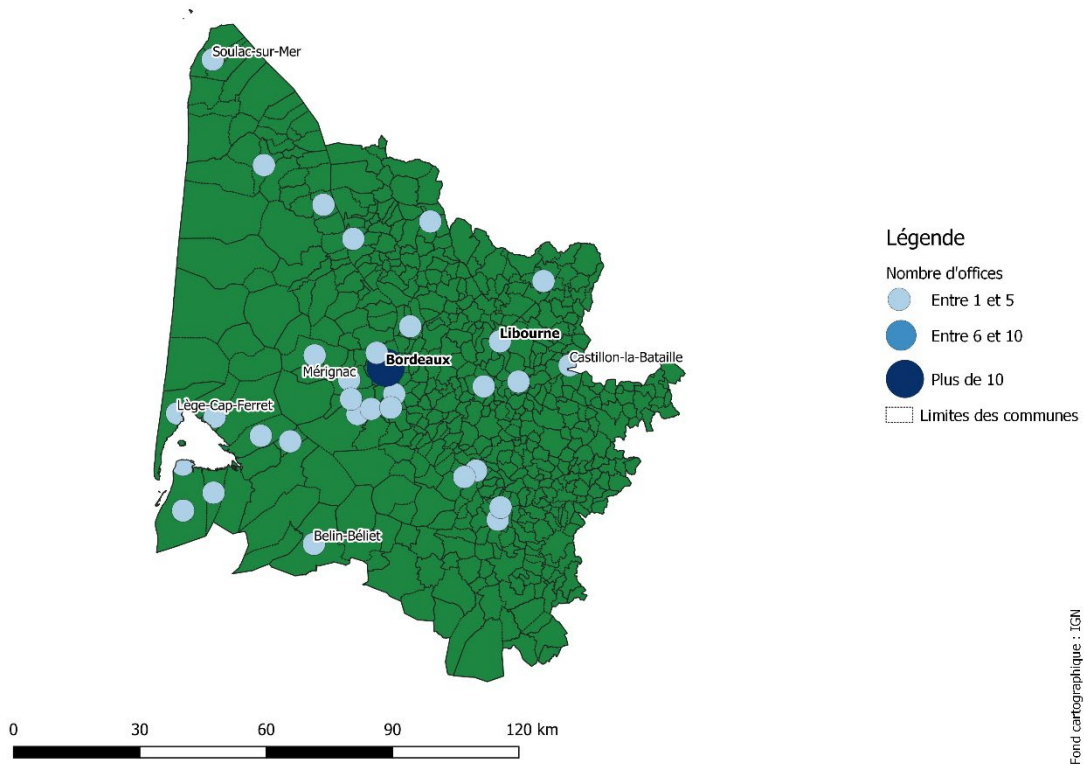 Soulac-sur-Mer
Libourne
Castillon-la-Bataille
Bordeaux
Mérignac
Lège-Cap-Ferret
Belin-Béliet
Légende
Nombre d'offices
Entre 1 et 5
Entre 6 et 10
Plus de 10
Limites des communes
0 30 60 90 120 km
Fond cartographique : IGN